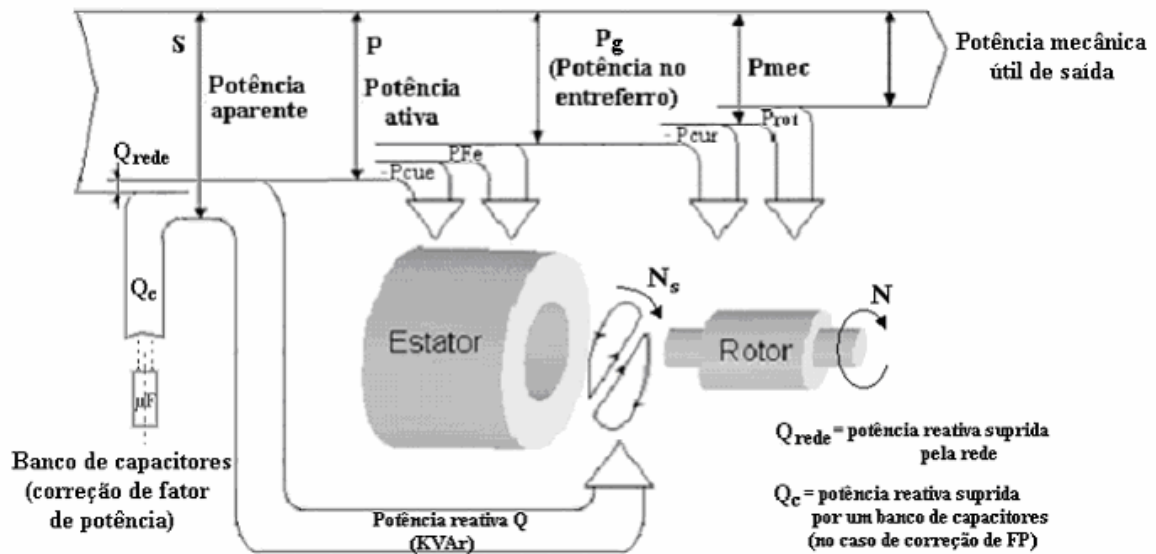 S
Potência
aparente
P
Potência
ativa
Pg
(Potência no
entreferro)
Pmec
Potência mecânica
útil de saída
Qrede
-Pcue
PFe
-Pcur
Prot
Qc
μF
Banco de capacitores
(correção de fator
de potência)
Estator
Ns
Rotor
N
Potência reativa Q
(KVAr)
Qrede = potência reativa suprida
pela rede
Qc = potência reativa suprida
por um banco de capacitores
(no caso de correção de FP)